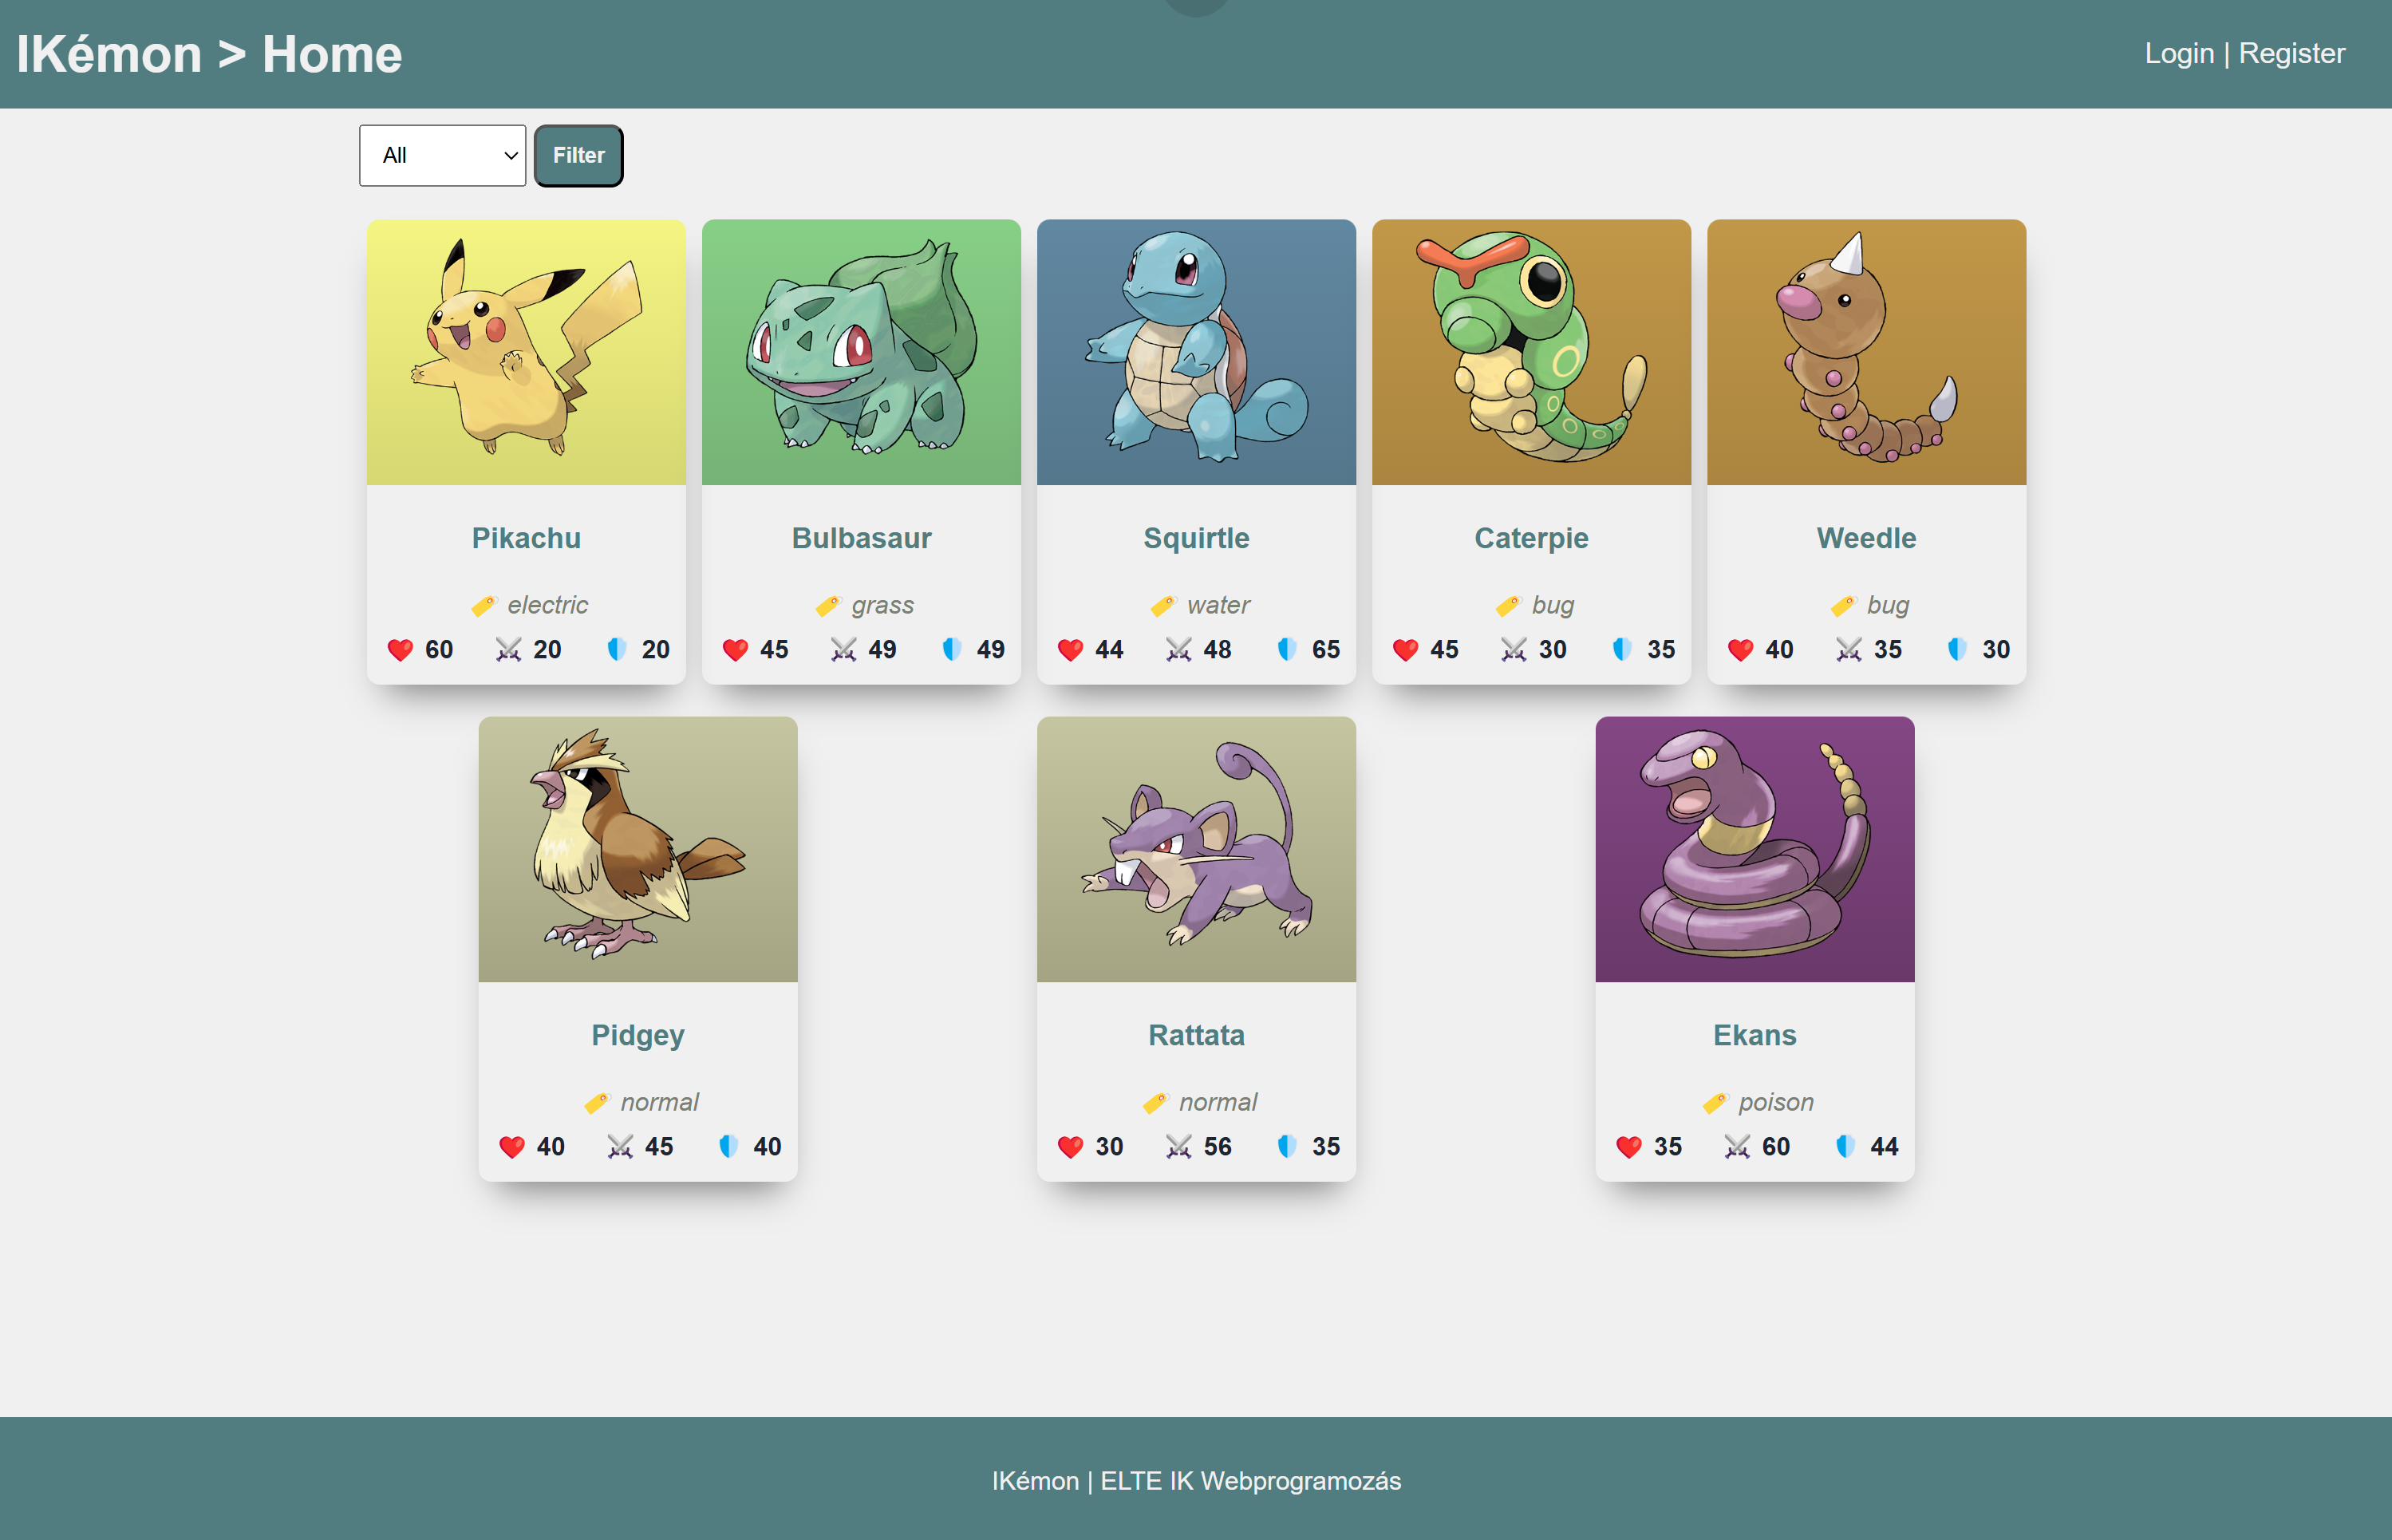 IKémon > Home
Login | Register
All
Filter
Pikachu
electric
60 20 20
Bulbasaur
grass
45 49 49
Squirtle
water
44 48 65
Caterpie
bug
45 30 35
Weedle
bug
40 35 30
Pidgey
normal
40 45 40
Rattata
normal
30 56 35
Ekans
poison
35 60 44
IKémon | ELTE IK Webprogramozás